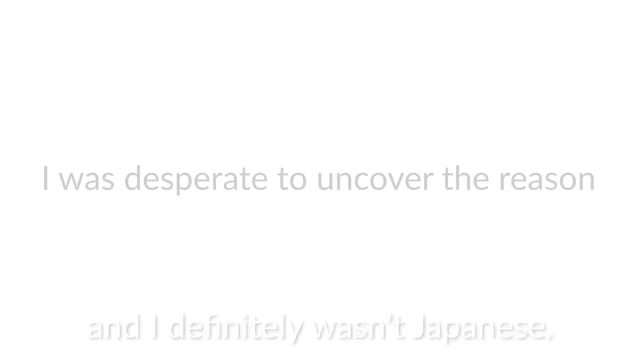 I was desperate to uncover the reason
and I definitely wasn't Japanese.